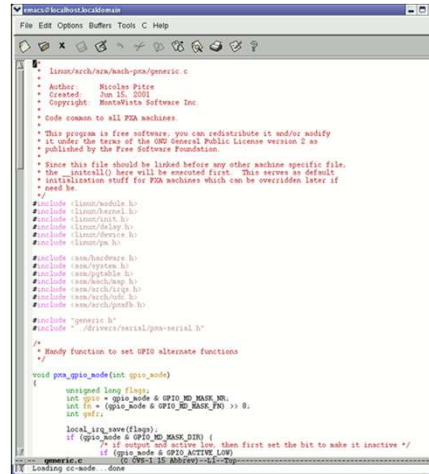 emacs@localhost.localdomain
File Edit Options Buffers Tools C Help
/*
 *  linux/arch/arm/mach-pxa/generic.c
 *
 *  Author:     Nicolas Pitre
 *  Created:    Jun 15, 2001
 *  Copyright:  MontaVista Software Inc.
 *
 * Code common to all PXA machines.
 *
 * This program is free software; you can redistribute it and/or modify
 * it under the terms of the GNU General Public License version 2 as
 * published by the Free Software Foundation.
 *
 * Since this file should be linked before any other machine specific file,
 * the __initcall() here will be executed first.  This serves as default
 * initialization stuff for PXA machines which can be overridden later if
 * need be.
 */
#include <linux/module.h>
#include <linux/kernel.h>
#include <linux/init.h>
#include <linux/delay.h>
#include <linux/device.h>
#include <linux/pm.h>

#include <asm/hardware.h>
#include <asm/system.h>
#include <asm/pgtable.h>
#include <asm/mach/map.h>
#include <asm/arch/irqs.h>
#include <asm/arch/udc.h>
#include <asm/arch/pxafb.h>

#include "generic.h"
#include "../drivers/serial/pxa-serial.h"

/*
 * Handy function to set GPIO alternate functions
 */

void pxa_gpio_mode(int gpio_mode)
{
        unsigned long flags;
        int gpio = gpio_mode & GPIO_MD_MASK_NR;
        int fn = (gpio_mode & GPIO_MD_MASK_FN) >> 8;
        int gafr;

        local_irq_save(flags);
        if (gpio_mode & GPIO_MD_MASK_DIR) {
                /* if output and active low, then first set the bit to make it inactive */
                if (gpio_mode & GPIO_ACTIVE_LOW)
generic.c (C CVS-1.15 Abbrev)--L1--Top
Loading cc-mode...done